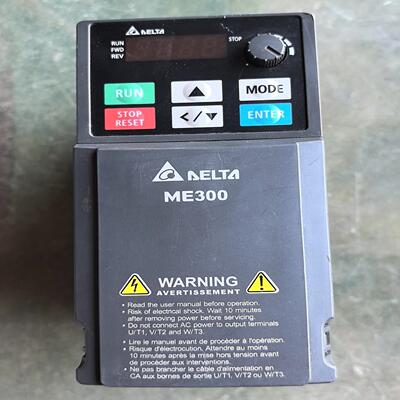 DELTA
RUN
FWD
REV
STOP
RUN
MODE
STOP
RESET
</▼
ENTER
DELTA
ME300
WARNING
AVERTISSEMENT
• Read the user manual before operation.
• Risk of electrical shock. Wait 10 minutes
after removing power before servicing.
• Do not connect AC power to output terminals
U/T1, V/T2 and W/T3.
• Lire le manuel avant de procéder à l'opération.
• Risque d'électrocution. Attendre au moins
10 minutes après la mise hors tension avant
de procéder aux interventions.
• Ne pas brancher le câble d'alimentation en
CA aux bornes de sortie U/T1, V/T2 ou W/T3.